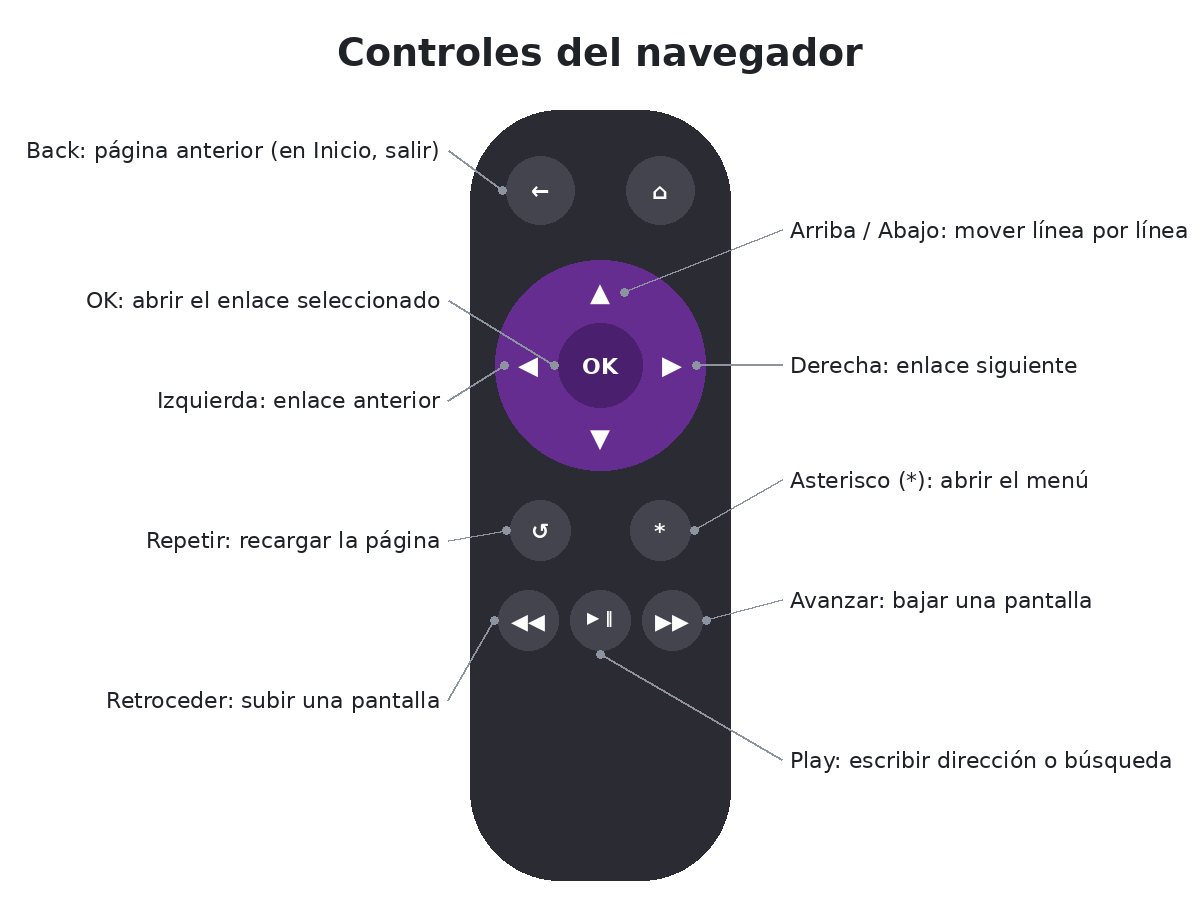 Controles del navegador
Back: página anterior (en Inicio, salir)
Arriba / Abajo: mover línea por línea
OK: abrir el enlace seleccionado
OK
Derecha: enlace siguiente
Izquierda: enlace anterior
Asterisco (*): abrir el menú
*
Repetir: recargar la página
Avanzar: bajar una pantalla
Retroceder: subir una pantalla
Play: escribir dirección o búsqueda